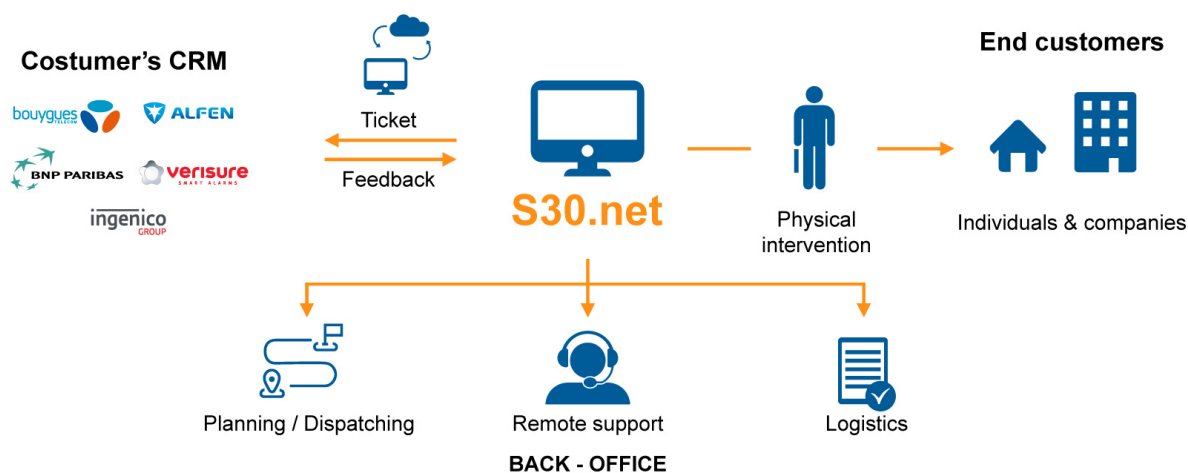 Costumer's CRM
bouygues
TELECOM
ALFEN
BNP PARIBAS
verisure
SMART ALARMS
ingenico
GROUP
Ticket
Feedback
S30.net
Physical
intervention
End customers
Individuals & companies
Planning / Dispatching
Remote support
Logistics
BACK - OFFICE